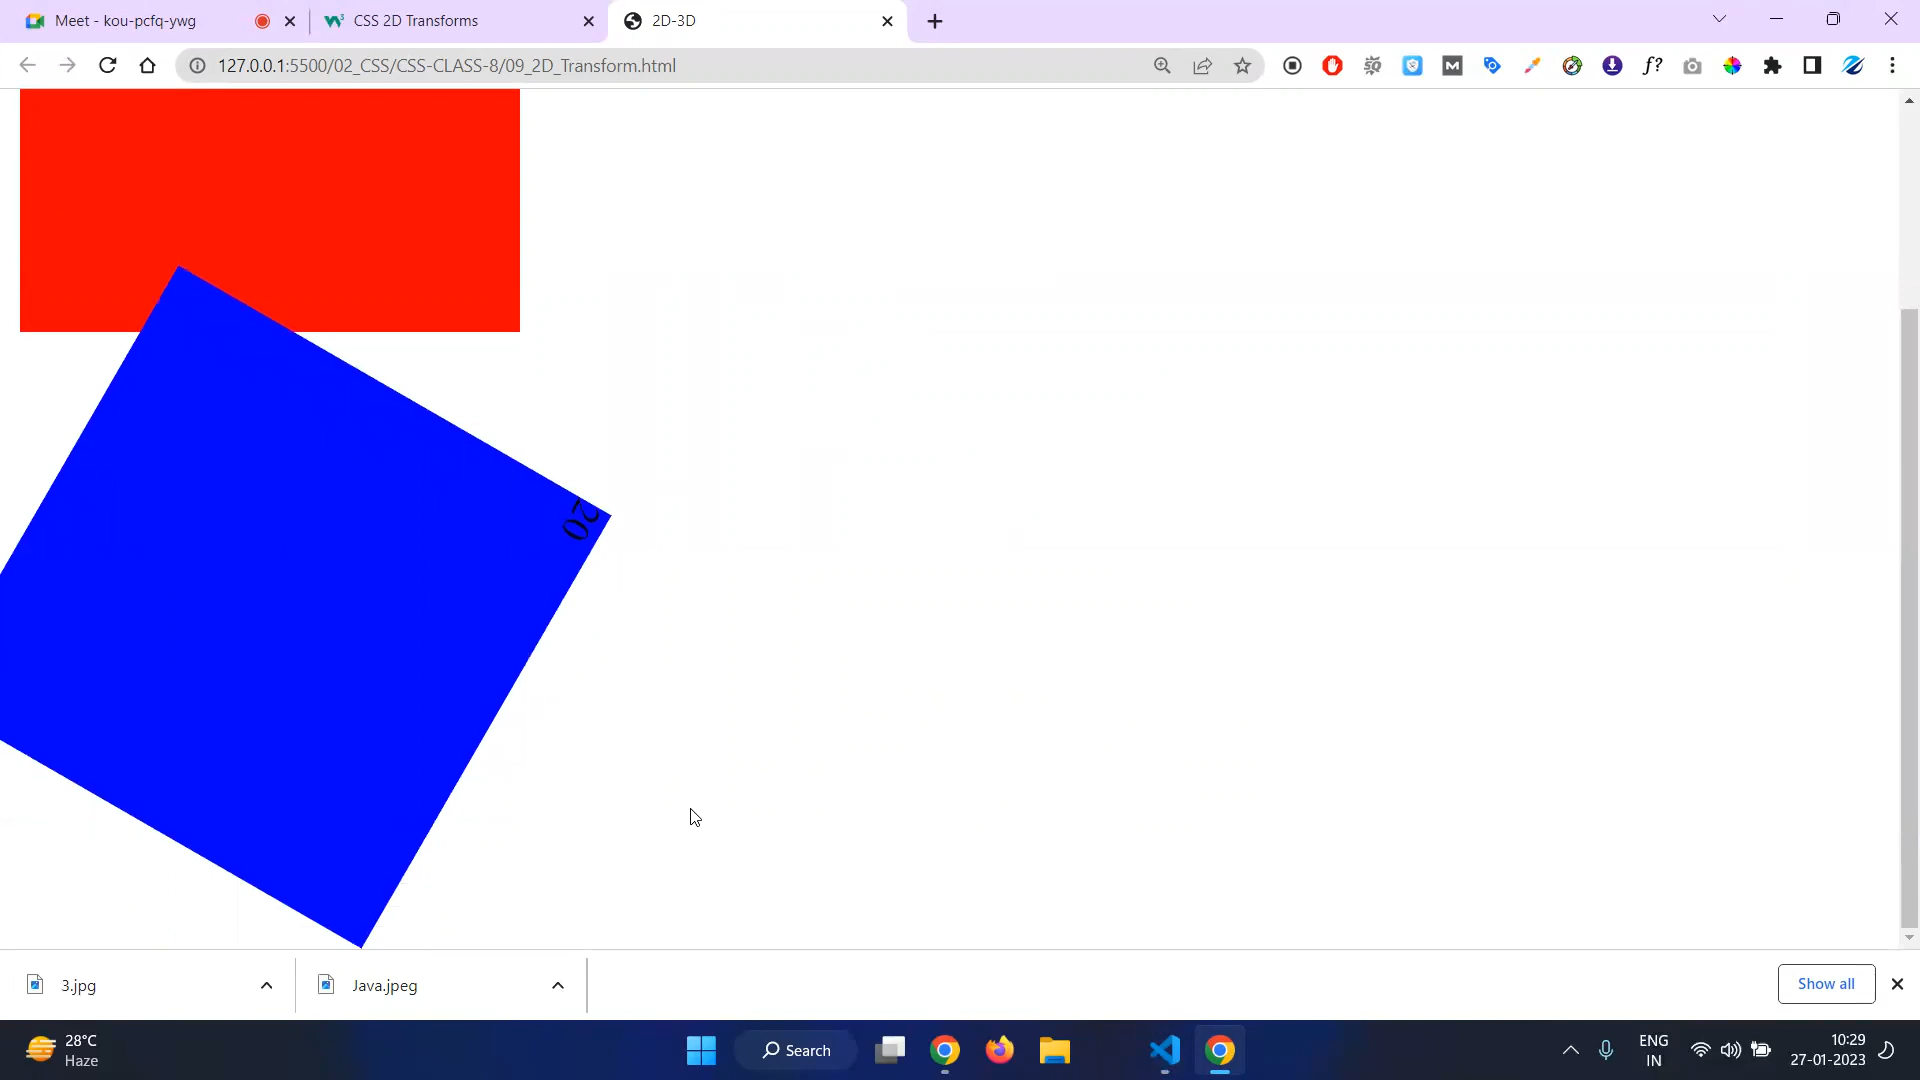 Meet - kou-pcfq-ywg
CSS 2D Transforms
2D-3D
127.0.0.1:5500/02_CSS/CSS-CLASS-8/09_2D_Transform.html
M
f?
20
3.jpg
Java.jpeg
Show all
28°C
Haze
Search
ENG
IN
10:29
27-01-2023